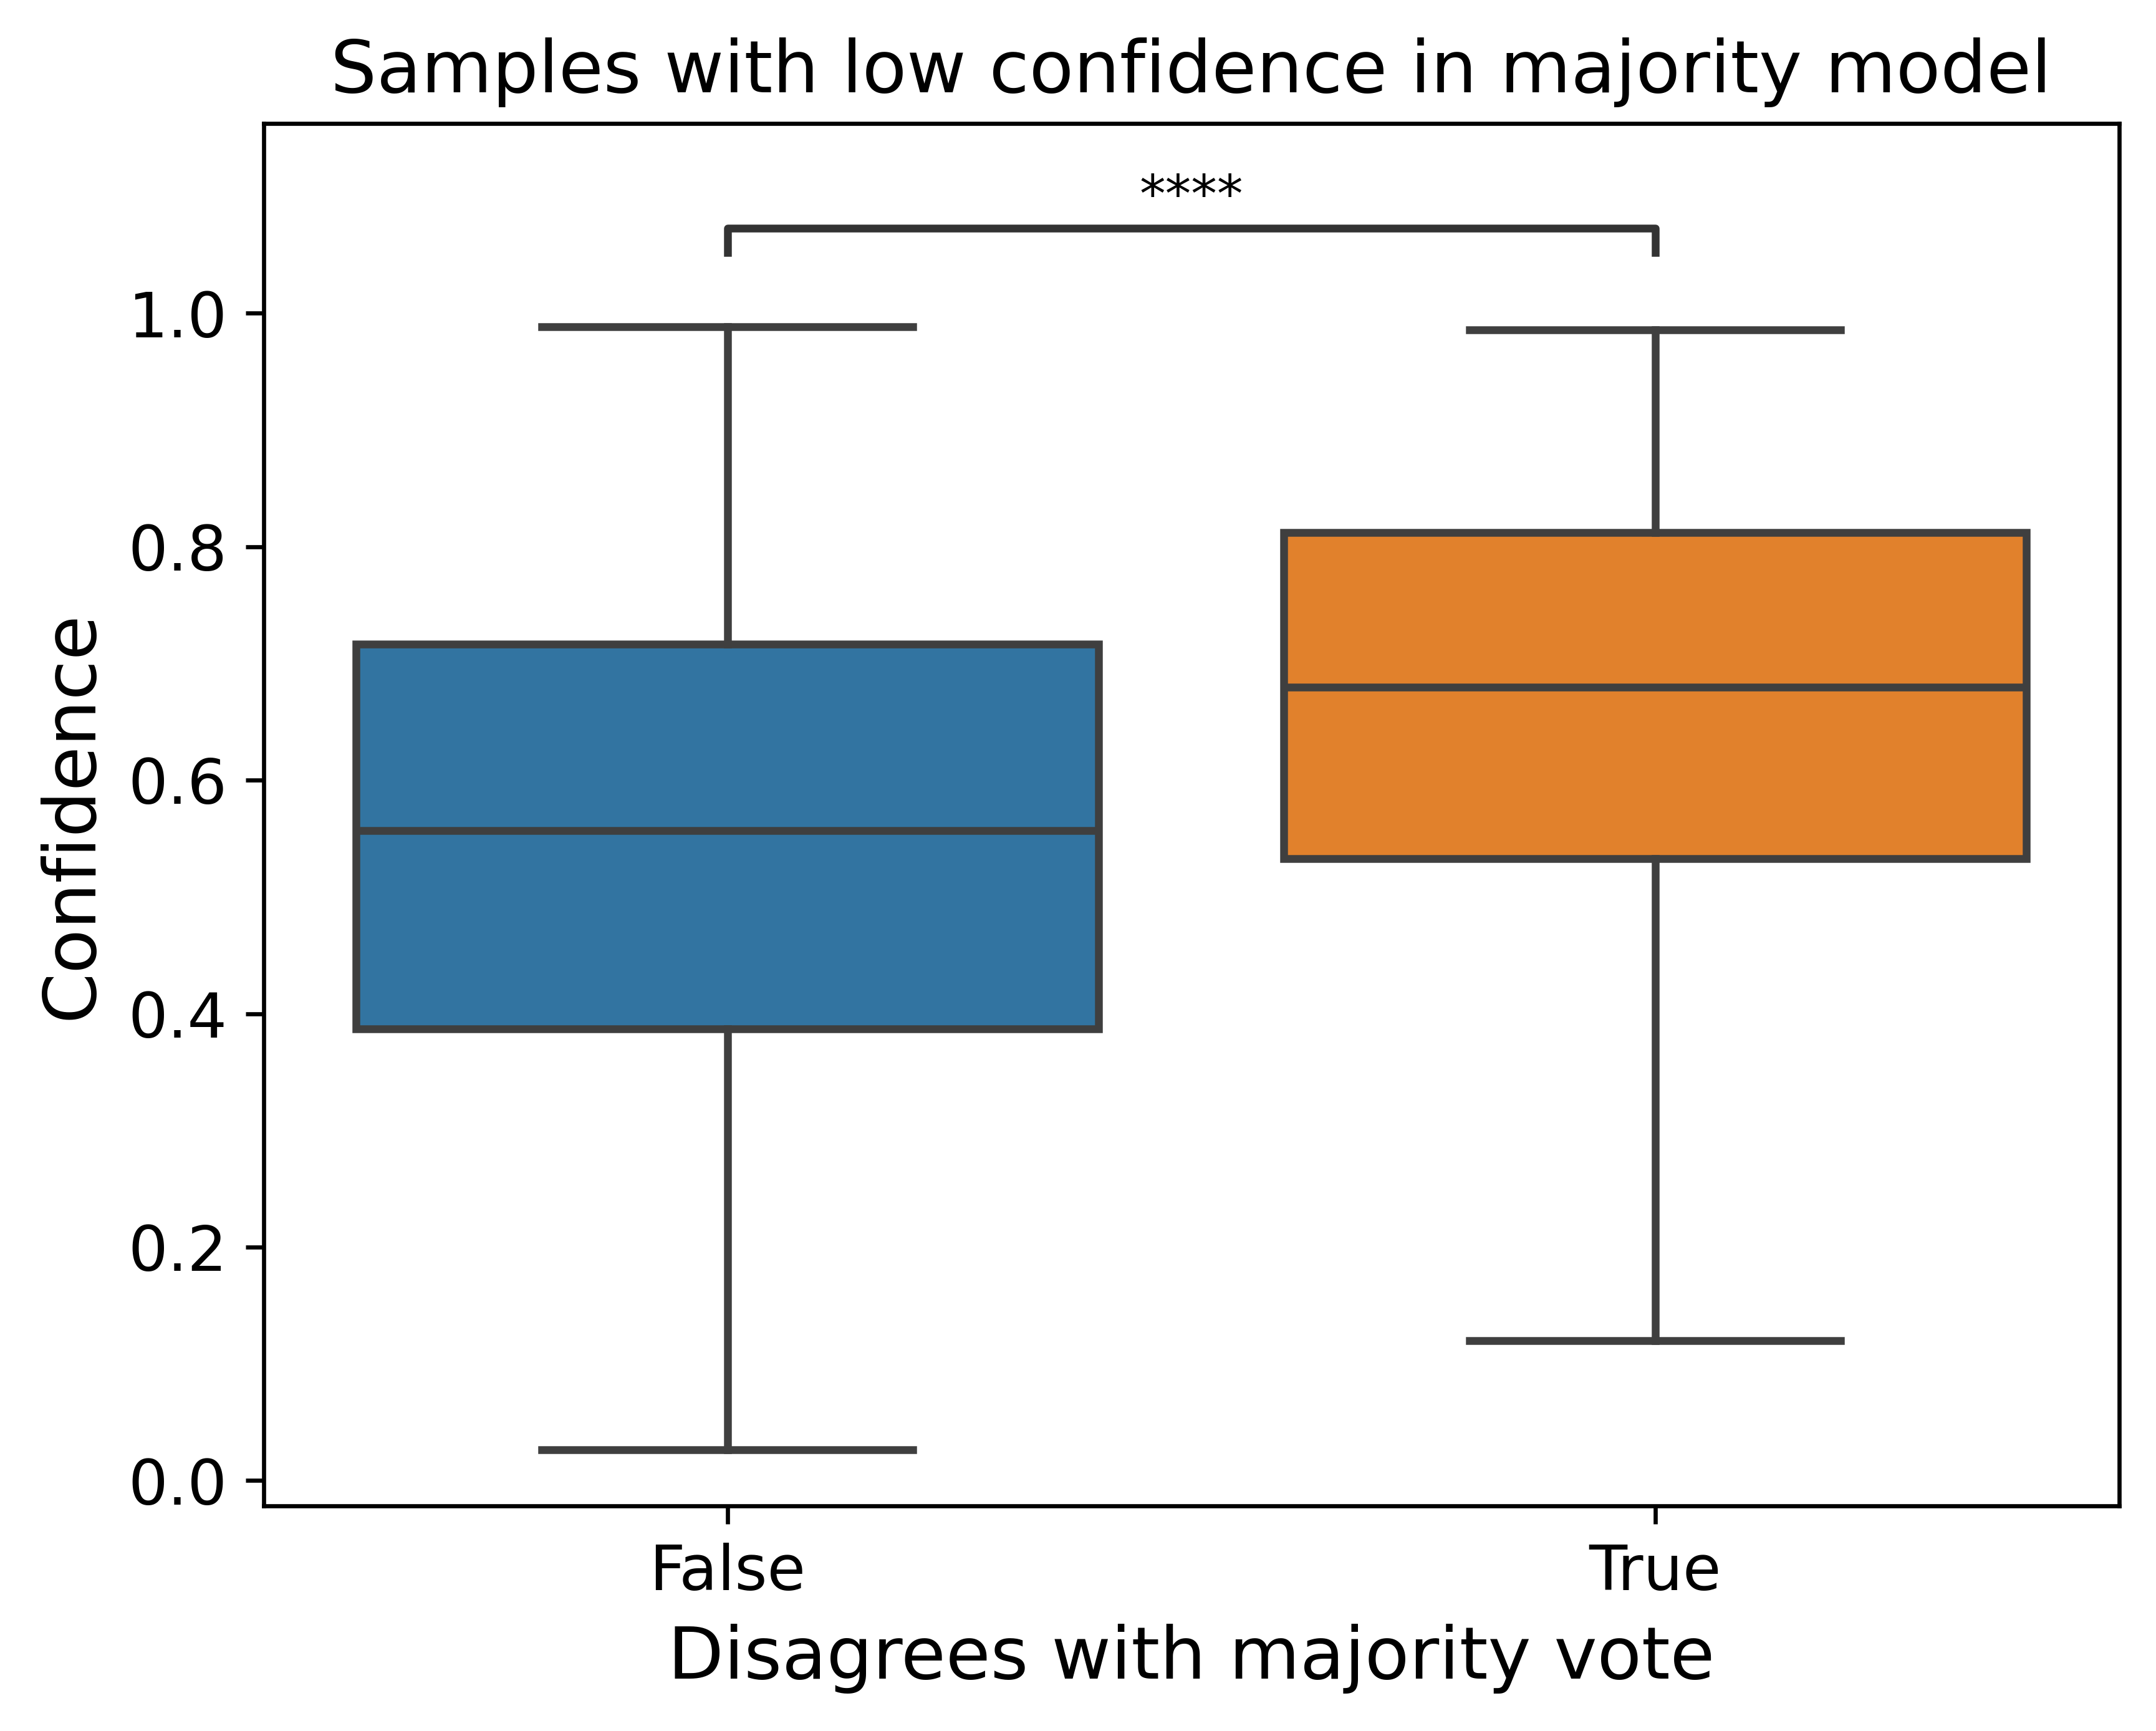 Samples with low confidence in majority model
****
1.0
0.8
0.6
0.4
0.2
0.0
Confidence
False
True
Disagrees with majority vote